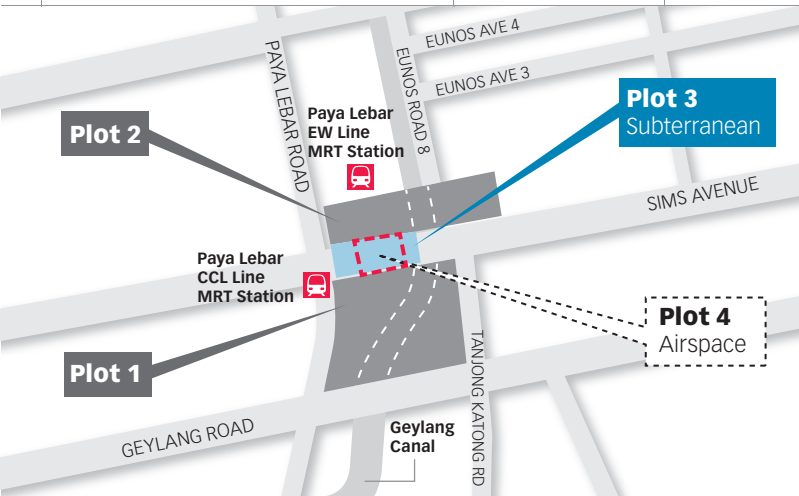 EUNOS AVE 4
PAYA LEBAR ROAD
EUNOS ROAD 8
EUNOS AVE 3
Plot 3
Subterranean
Paya Lebar
EW Line
MRT Station
Plot 2
SIMS AVENUE
Paya Lebar
CCL Line
MRT Station
Plot 4
Airspace
Plot 1
TANJONG KATONG RD
GEYLANG ROAD
Geylang
Canal